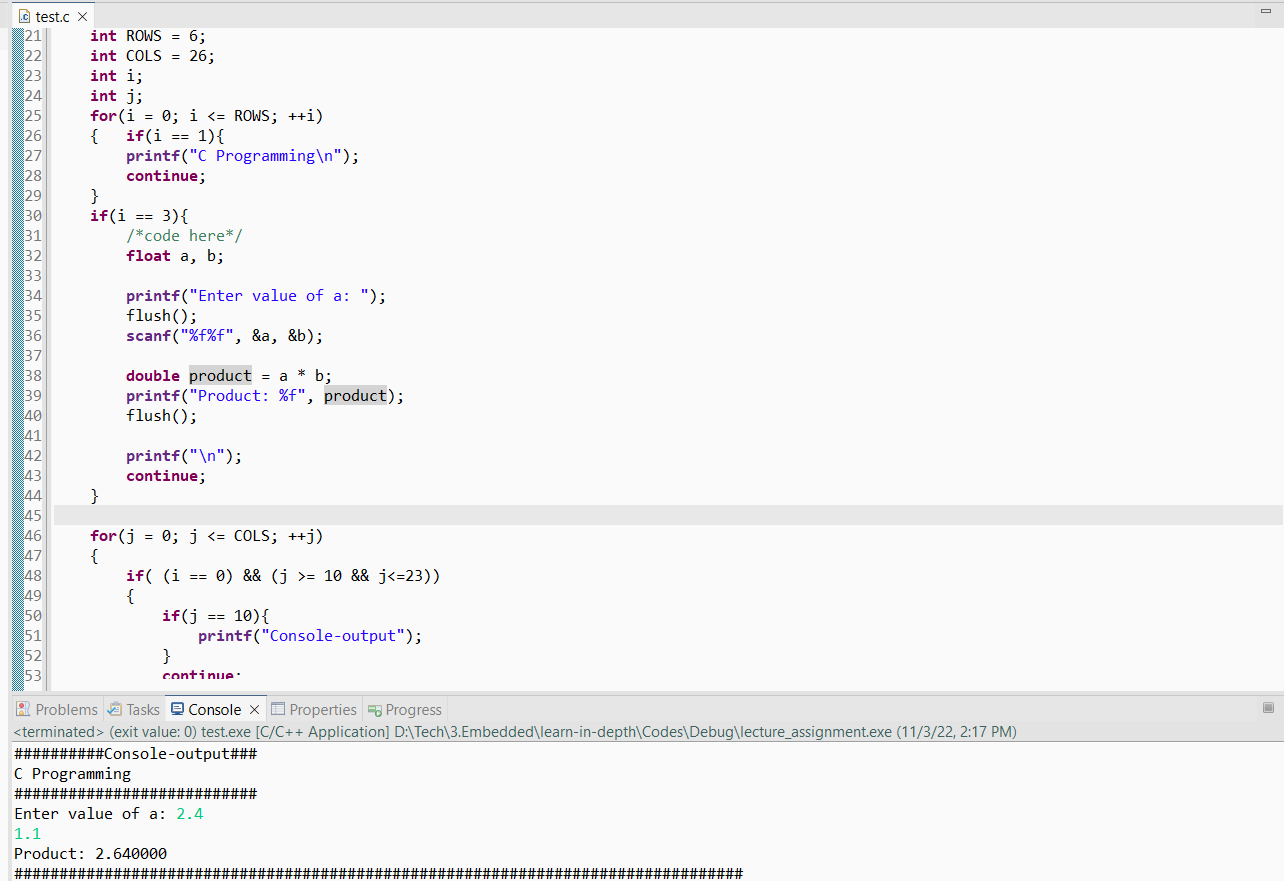 test.c
21 int ROWS = 6;
22 int COLS = 26;
23 int i;
24 int j;
25 for(i = 0; i <= ROWS; ++i)
26 { if(i == 1){
27 printf("C Programming\n");
28 continue;
29 }
30 if(i == 3){
31 /*code here*/
32 float a, b;
33
34 printf("Enter value of a: ");
35 flush();
36 scanf("%f%f", &a, &b);
37
38 double product = a * b;
39 printf("Product: %f", product);
40 flush();
41
42 printf("\n");
43 continue;
44 }
45
46 for(j = 0; j <= COLS; ++j)
47 {
48 if( (i == 0) && (j >= 10 && j<=23))
49 {
50 if(j == 10){
51 printf("Console-output");
52 }
53 continue;
Problems Tasks Console Properties Progress
<terminated> (exit value: 0) test.exe [C/C++ Application] D:\Tech\3.Embedded\learn-in-depth\Codes\Debug\lecture_assignment.exe (11/3/22, 2:17 PM)
##########Console-output###
C Programming
###########################
Enter value of a: 2.4
1.1
Product: 2.640000
#################################################################################